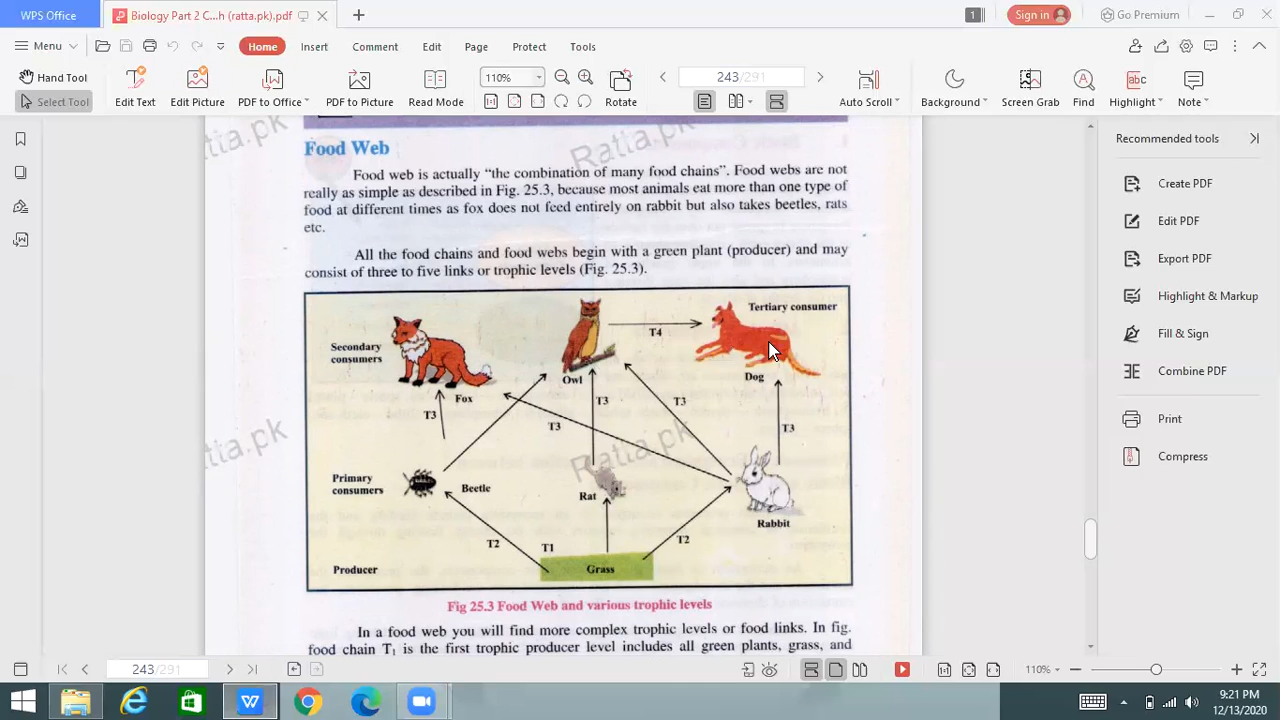 WPS Office
Biology Part 2 C...h (ratta.pk).pdf
1
Sign in
Go Premium
Menu
Home
Insert
Comment
Edit
Page
Protect
Tools
Hand Tool
Select Tool
Edit Text
Edit Picture
PDF to Office
PDF to Picture
Read Mode
110%
Rotate
243/291
Auto Scroll
Background
Screen Grab
Find
Highlight
Note
Ratta.pk
Ratta.pk
Food Web
Food web is actually “the combination of many food chains”. Food webs are not
really as simple as described in Fig. 25.3, because most animals eat more than one type of
food at different times as fox does not feed entirely on rabbit but also takes beetles, rats
etc.
All the food chains and food webs begin with a green plant (producer) and may
consist of three to five links or trophic levels (Fig. 25.3).
Tertiary consumer
Secondary
consumers
T4
Owl
Dog
Fox
T3
T3
T3
T3
T3
Ratta.pk
Ratta.pk
Primary
consumers
Beetle
Rat
Rabbit
T2
T1
T2
Producer
Grass
Fig 25.3 Food Web and various trophic levels
In a food web you will find more complex trophic levels or food links. In fig.
food chain T1 is the first trophic producer level includes all green plants, grass, and
Recommended tools
Create PDF
Edit PDF
Export PDF
Highlight & Markup
Fill & Sign
Combine PDF
Print
Compress
243/291
110%
9:21 PM
12/13/2020